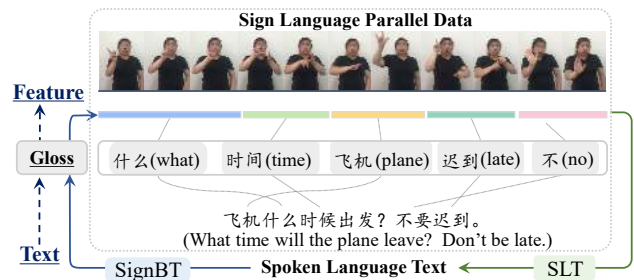 Sign Language Parallel Data
Feature
Gloss
什么(what) 时间(time) 飞机(plane) 迟到(late) 不(no)
飞机什么时候出发？不要迟到。
(What time will the plane leave? Don't be late.)
Text
SignBT Spoken Language Text SLT